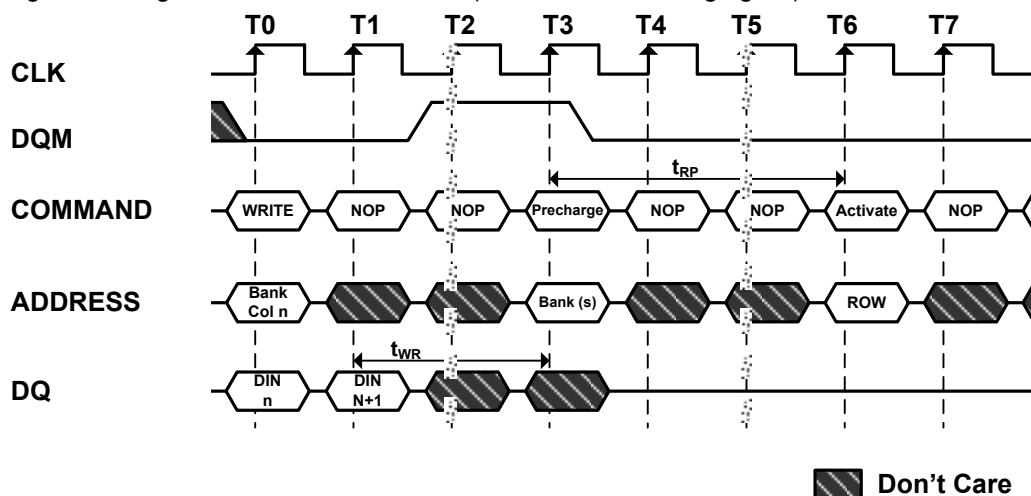 T0 T1 T2 T3 T4 T5 T6 T7
CLK
DQM
tRP
COMMAND WRITE NOP NOP Precharge NOP NOP Activate NOP
ADDRESS Bank Col n Bank (s) ROW
tWR
DQ DIN n DIN N+1
Don't Care